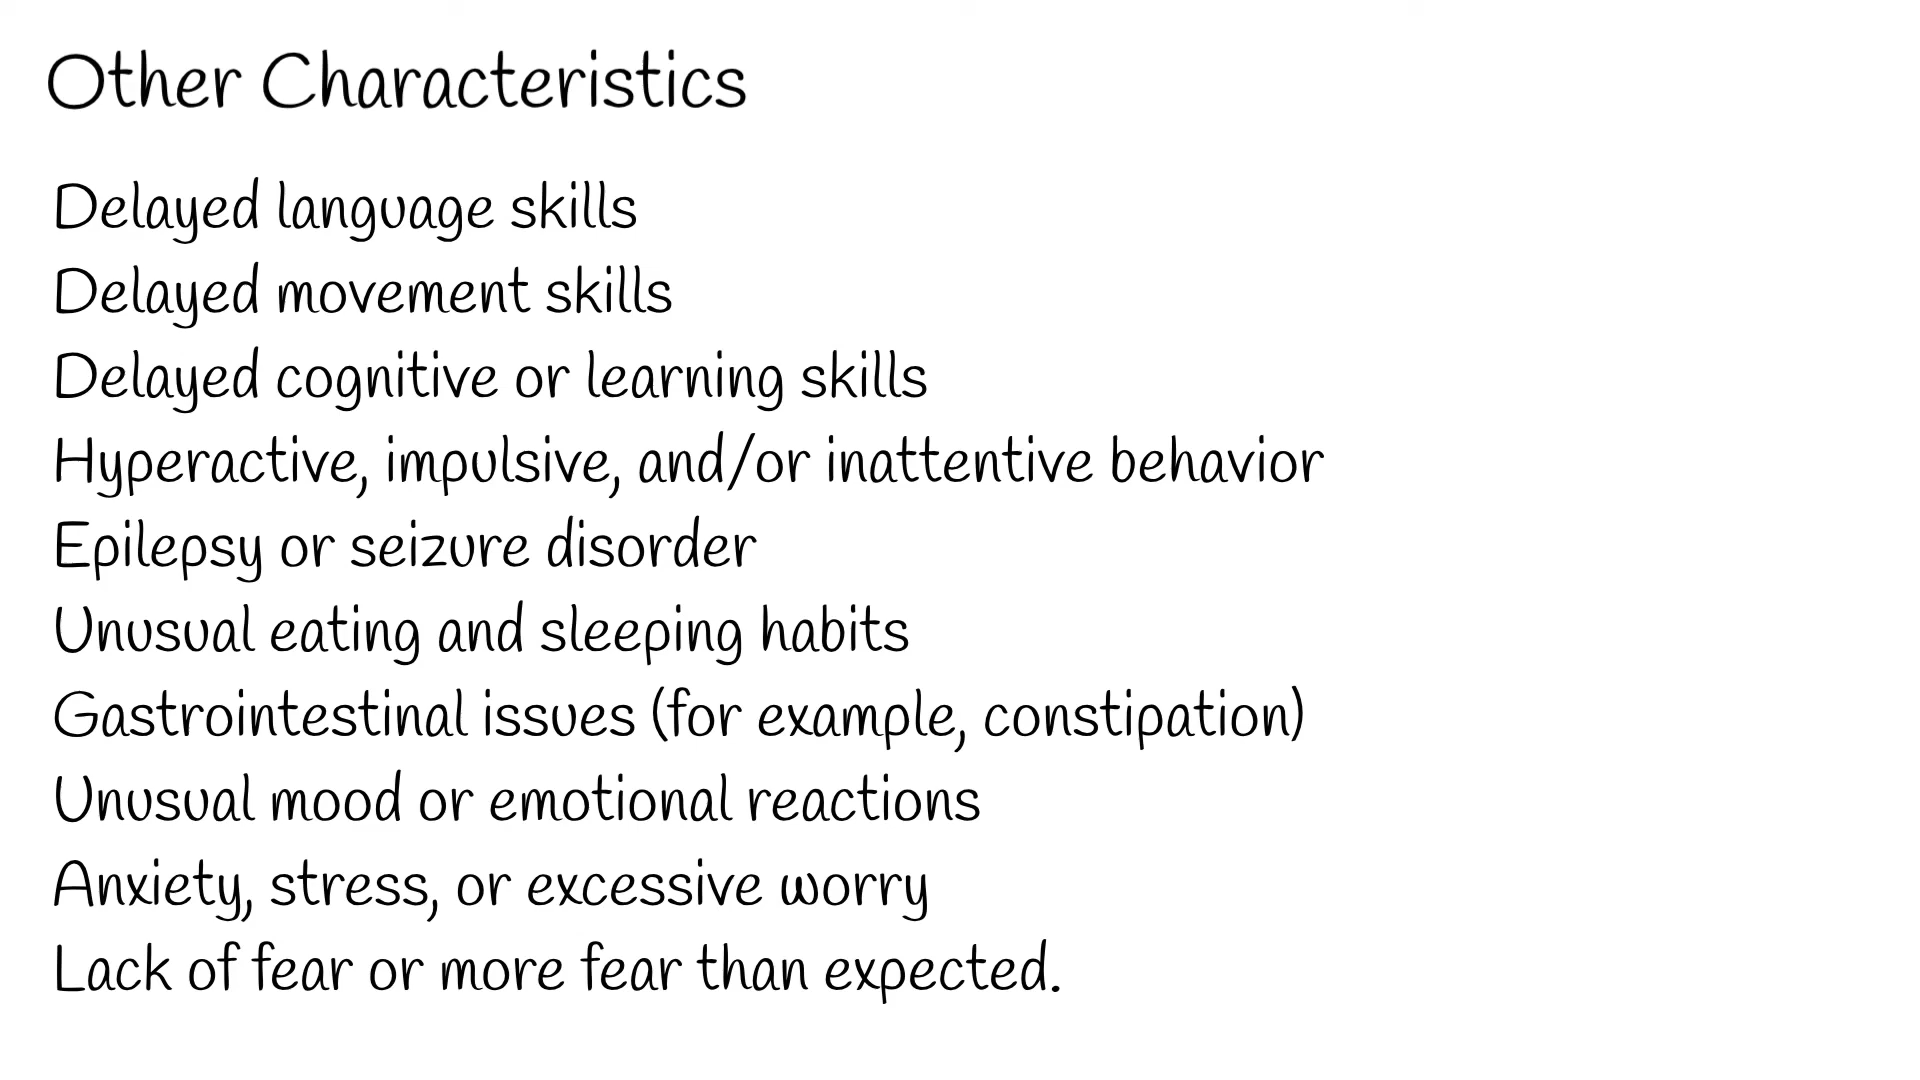 Other Characteristics
Delayed language skills
Delayed movement skills
Delayed cognitive or learning skills
Hyperactive, impulsive, and/or inattentive behavior
Epilepsy or seizure disorder
Unusual eating and sleeping habits
Gastrointestinal issues (for example, constipation)
Unusual mood or emotional reactions
Anxiety, stress, or excessive worry
Lack of fear or more fear than expected.